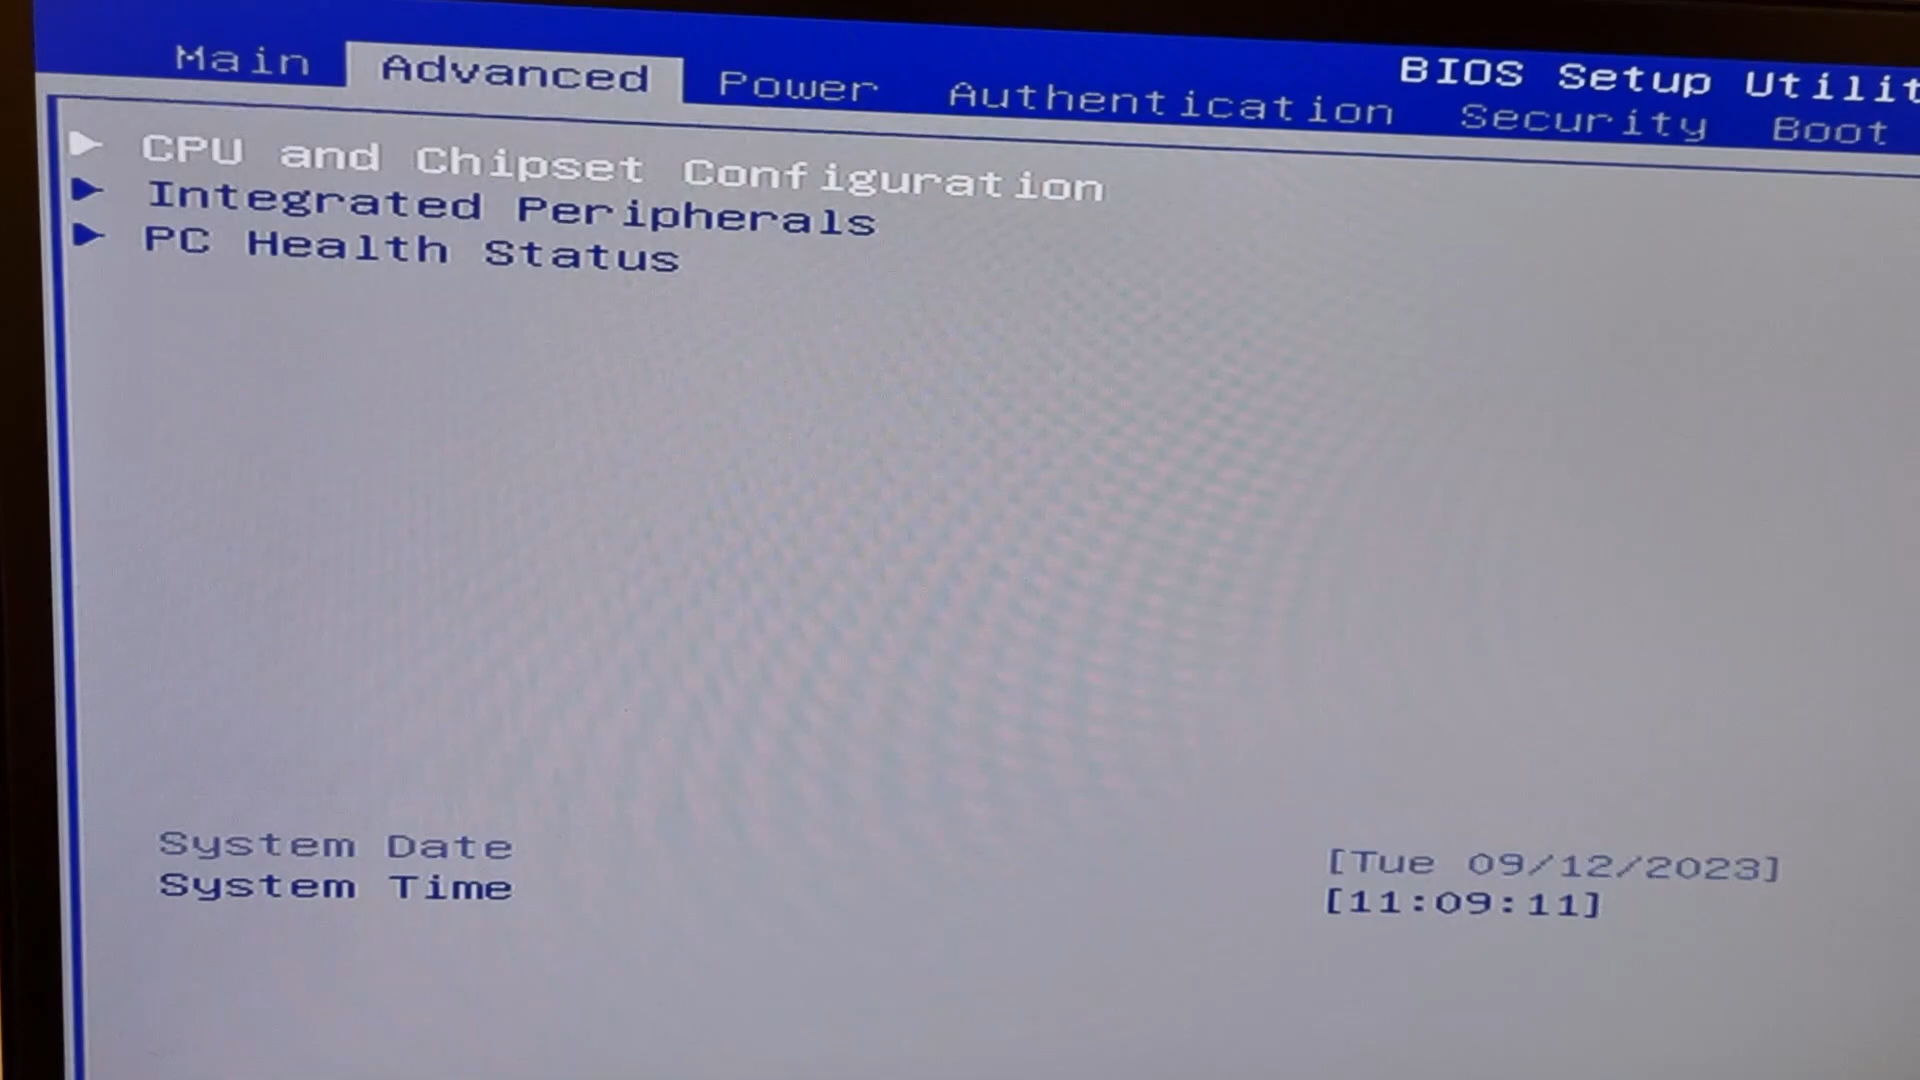 BIOS Setup Utilit
Main Advanced Power Authentication Security Boot
CPU and Chipset Configuration
Integrated Peripherals
PC Health Status
System Date [Tue 09/12/2023]
System Time [11:09:11]